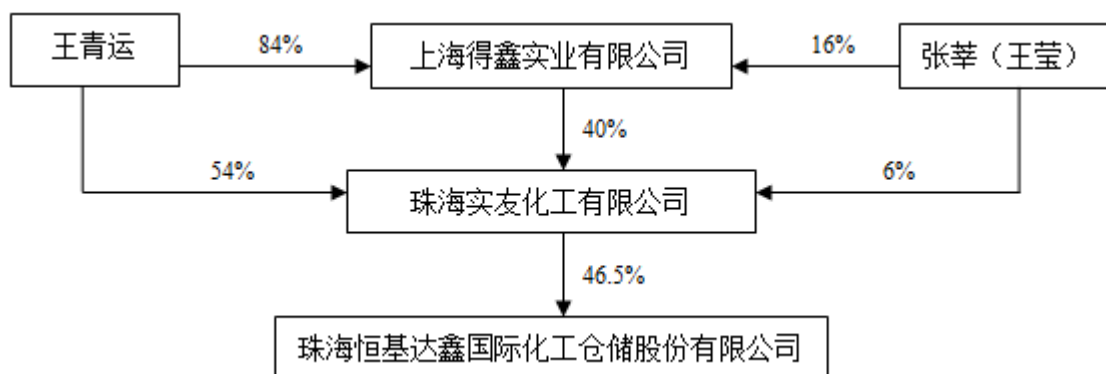 王青运
84%
上海得鑫实业有限公司
16%
张莘（王莹）
40%
54%
珠海实友化工有限公司
6%
46.5%
珠海恒基达鑫国际化工仓储股份有限公司